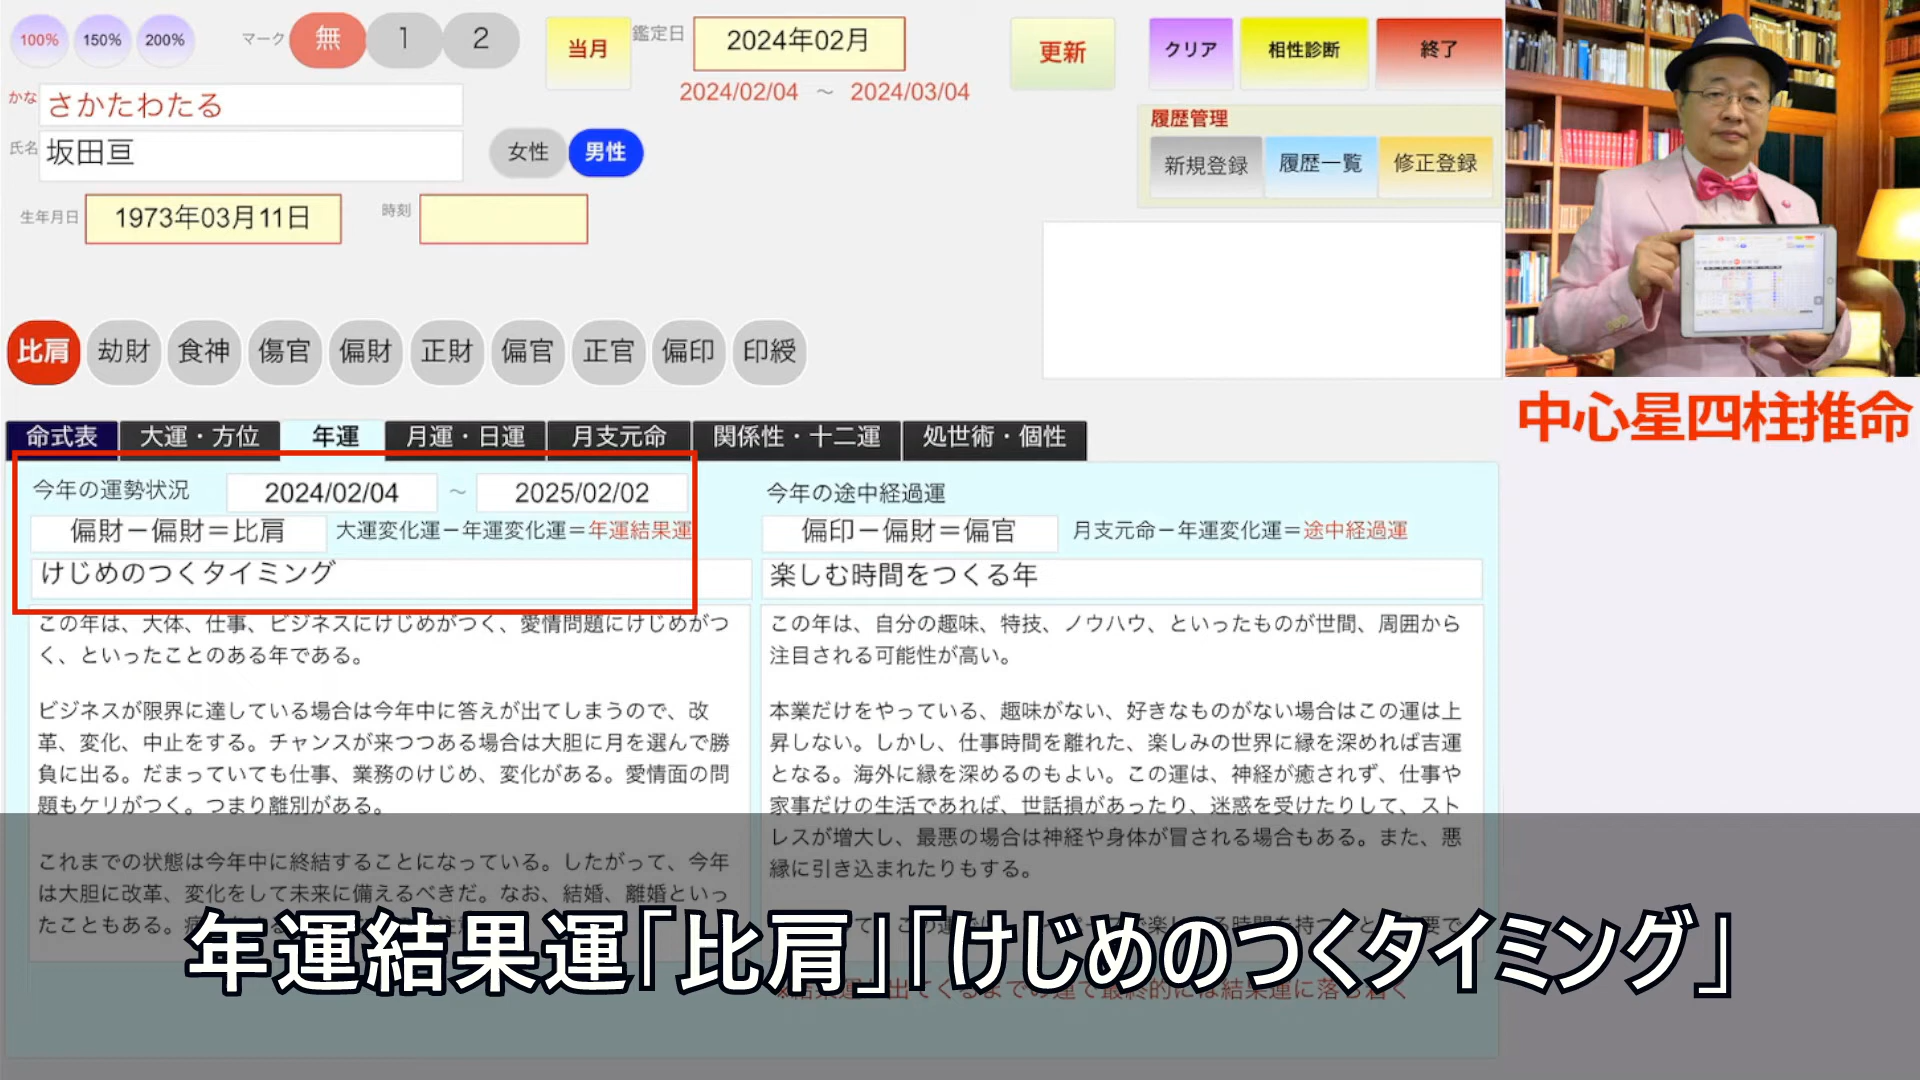 100% 150% 200% マーク 無 1 2 当月 鑑定日 2024年02月 更新 クリア 相性診断 終了
2024/02/04 ～ 2024/03/04
かな さかたわたる
履歴管理
氏名 坂田亘 女性 男性
新規登録 履歴一覧 修正登録
生年月日 1973年03月11日 時刻
比肩 劫財 食神 傷官 偏財 正財 偏官 正官 偏印 印綬
中心星四柱推命
命式表 大運・方位 年運 月運・日運 月支元命 関係性・十二運 処世術・個性
今年の運勢状況 2024/02/04 ～ 2025/02/02
偏財－偏財＝比肩 大運変化運－年運変化運＝年運結果運
けじめのつくタイミング
この年は、大体、仕事、ビジネスにけじめがつく、愛情問題にけじめがつ
く、といったことのある年である。
ビジネスが限界に達している場合は今年中に答えが出てしまうので、改
革、変化、中止をする。チャンスが来つつある場合は大胆に月を選んで勝
負に出る。だまっていても仕事、業務のけじめ、変化がある。愛情面の問
題もケリがつく。つまり離別がある。
これまでの状態は今年中に終結することになっている。したがって、今年
は大胆に改革、変化をして未来に備えるべきだ。なお、結婚、離婚といっ
たこともある。
今年の途中経過運
偏印－偏財＝偏官 月支元命－年運変化運＝途中経過運
楽しむ時間をつくる年
この年は、自分の趣味、特技、ノウハウ、といったものが世間、周囲から
注目される可能性が高い。
本業だけをやっている、趣味がない、好きなものがない場合はこの運は上
昇しない。しかし、仕事時間を離れた、楽しみの世界に縁を深めれば吉運
となる。海外に縁を深めるのもよい。この運は、神経が癒されず、仕事や
家事だけの生活であれば、世話損があったり、迷惑を受けたりして、スト
レスが増大し、最悪の場合は神経や身体が冒される場合もある。また、悪
縁に引き込まれたりもする。
年運結果運「比肩」「けじめのつくタイミング」